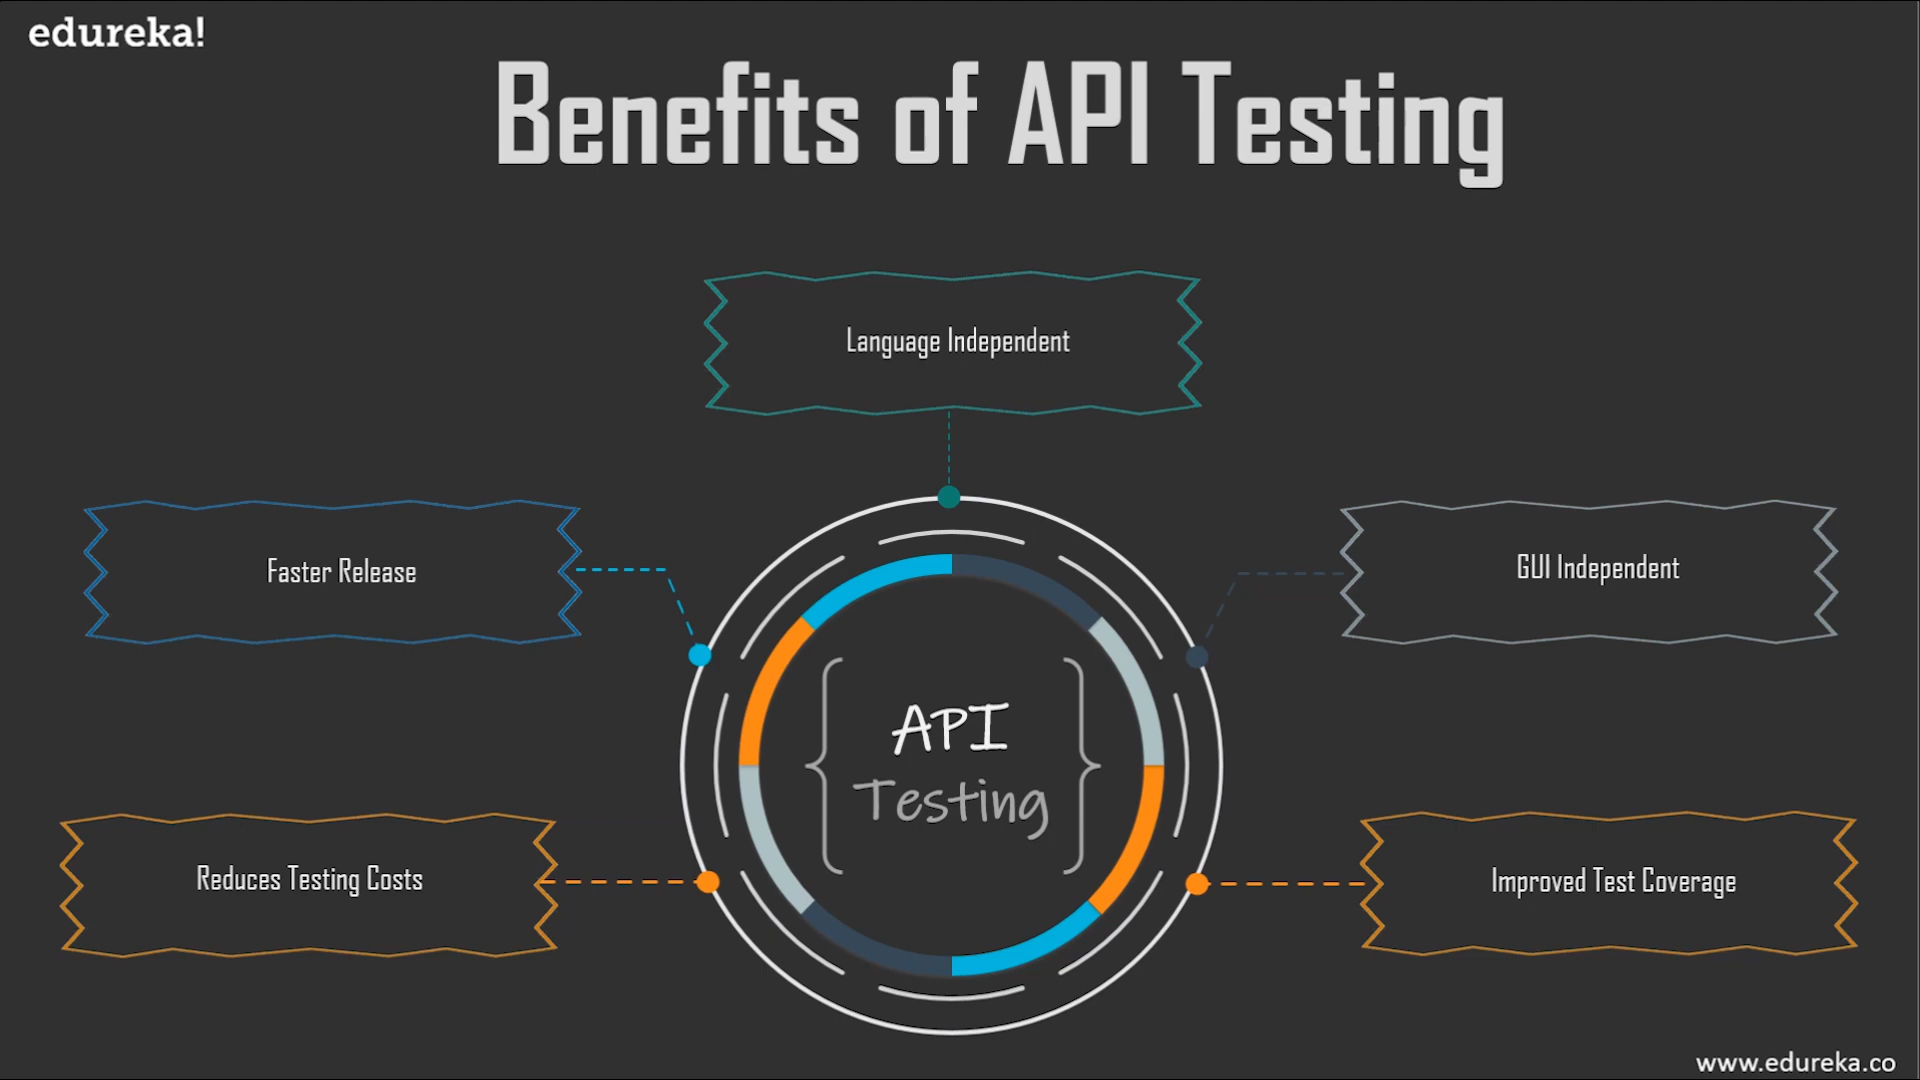 edureka!
Benefits of API Testing
Language Independent
Faster Release
GUI Independent
API
Testing
Reduces Testing Costs
Improved Test Coverage
www.edureka.co